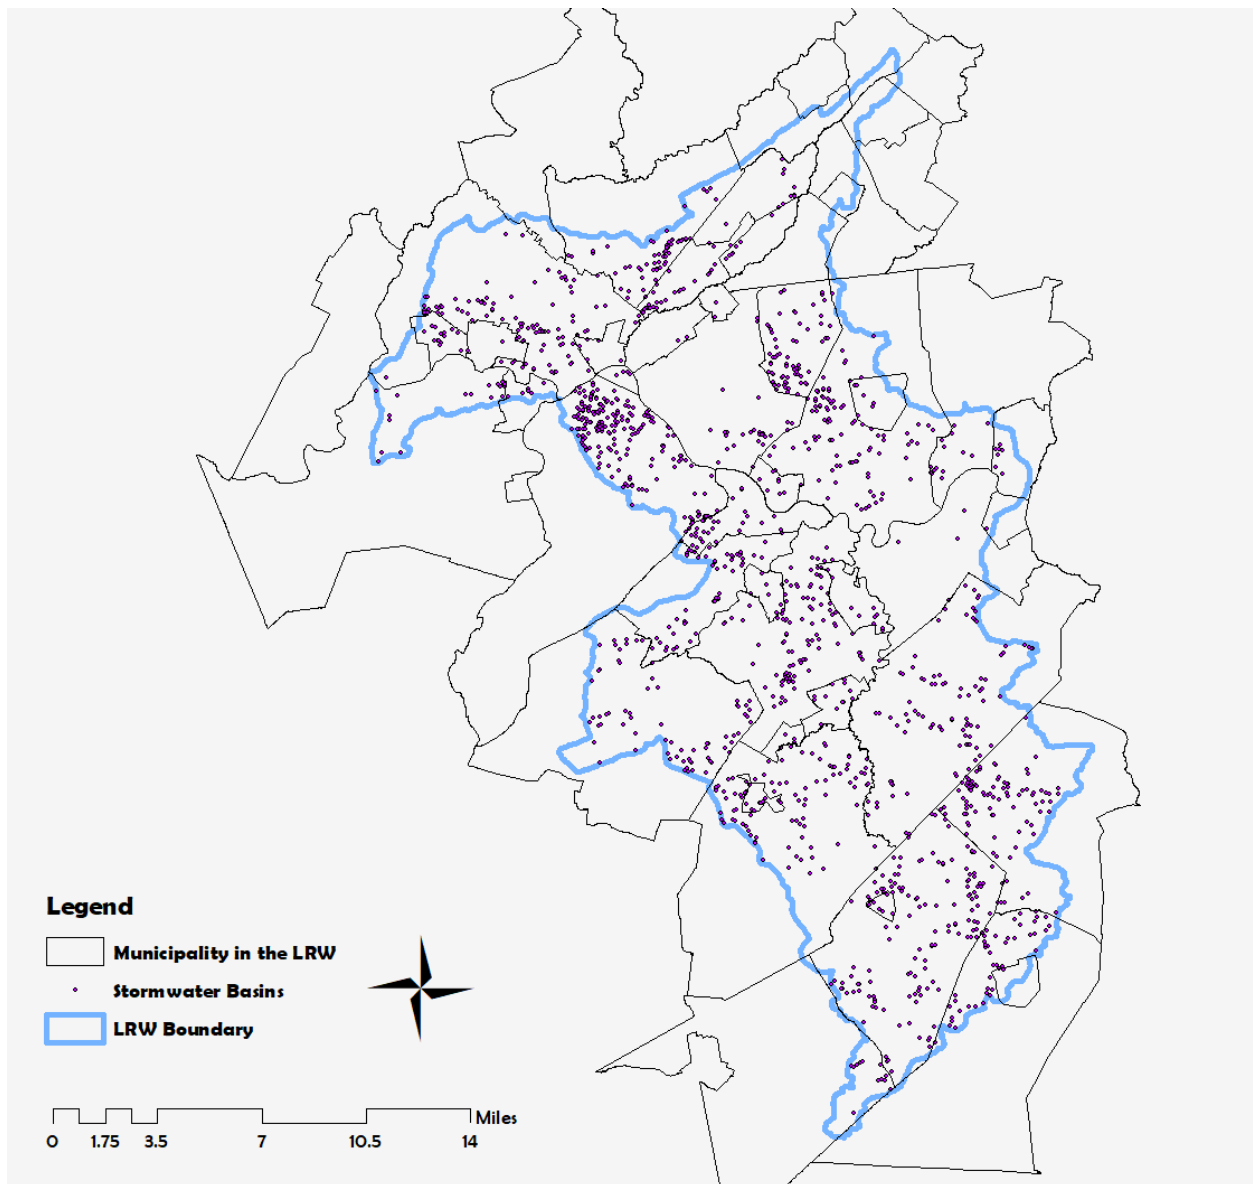 Legend
Municipality in the LRW
Stormwater Basins
LRW Boundary
Miles
0 1.75 3.5 7 10.5 14